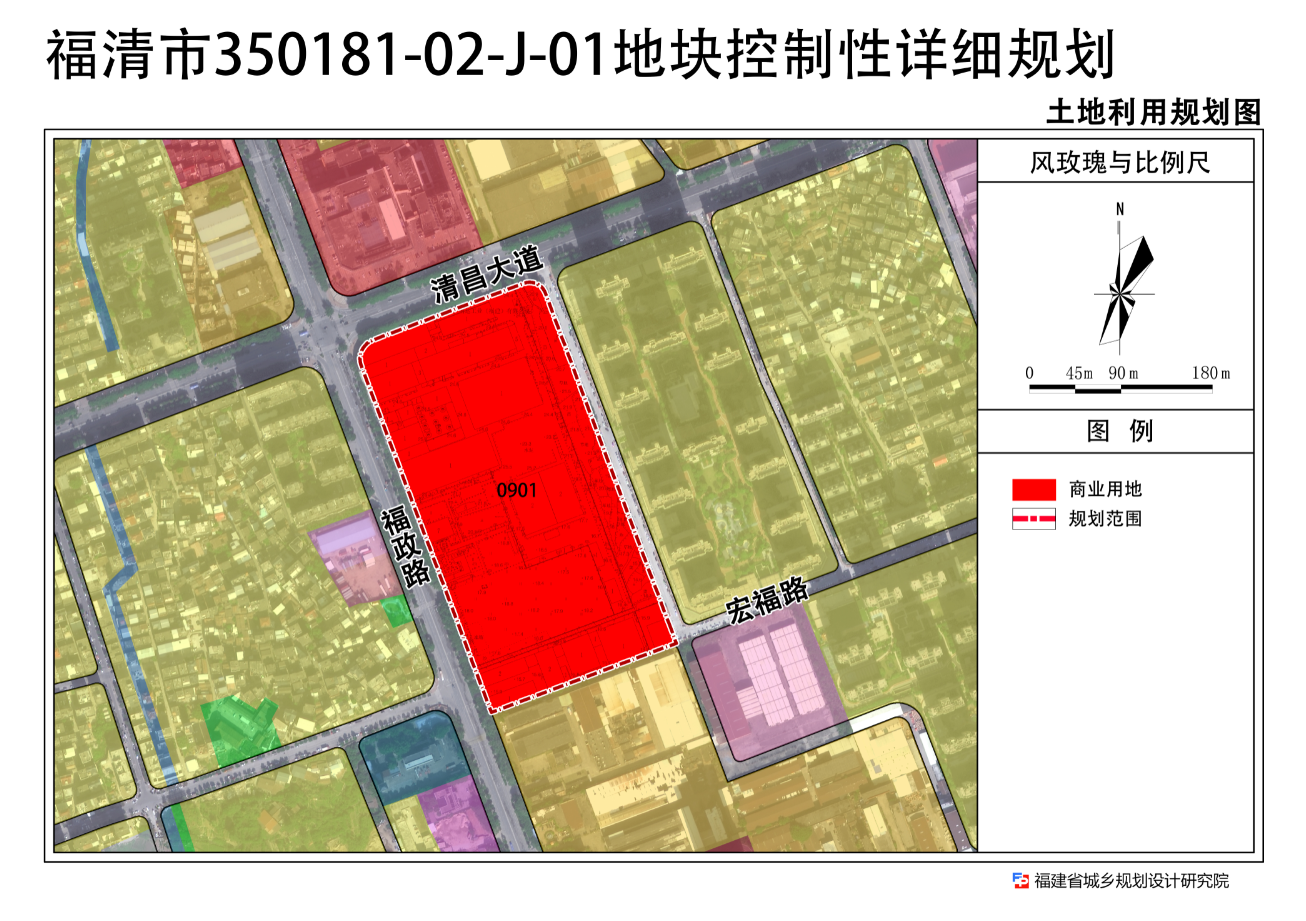 福清市350181-02-J-01地块控制性详细规划
土地利用规划图
风玫瑰与比例尺
N
0 45m 90m 180m
图 例
商业用地
规划范围
清昌大道
0901
福政路
宏福路
福建省城乡规划设计研究院